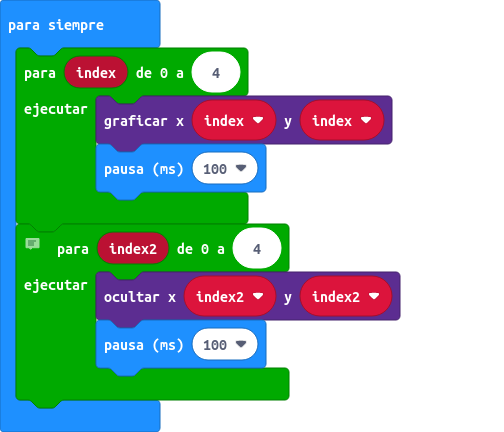 para siempre
para index de 0 a 4
ejecutar
graficar x index y index
pausa (ms) 100
para index2 de 0 a 4
ejecutar
ocultar x index2 y index2
pausa (ms) 100